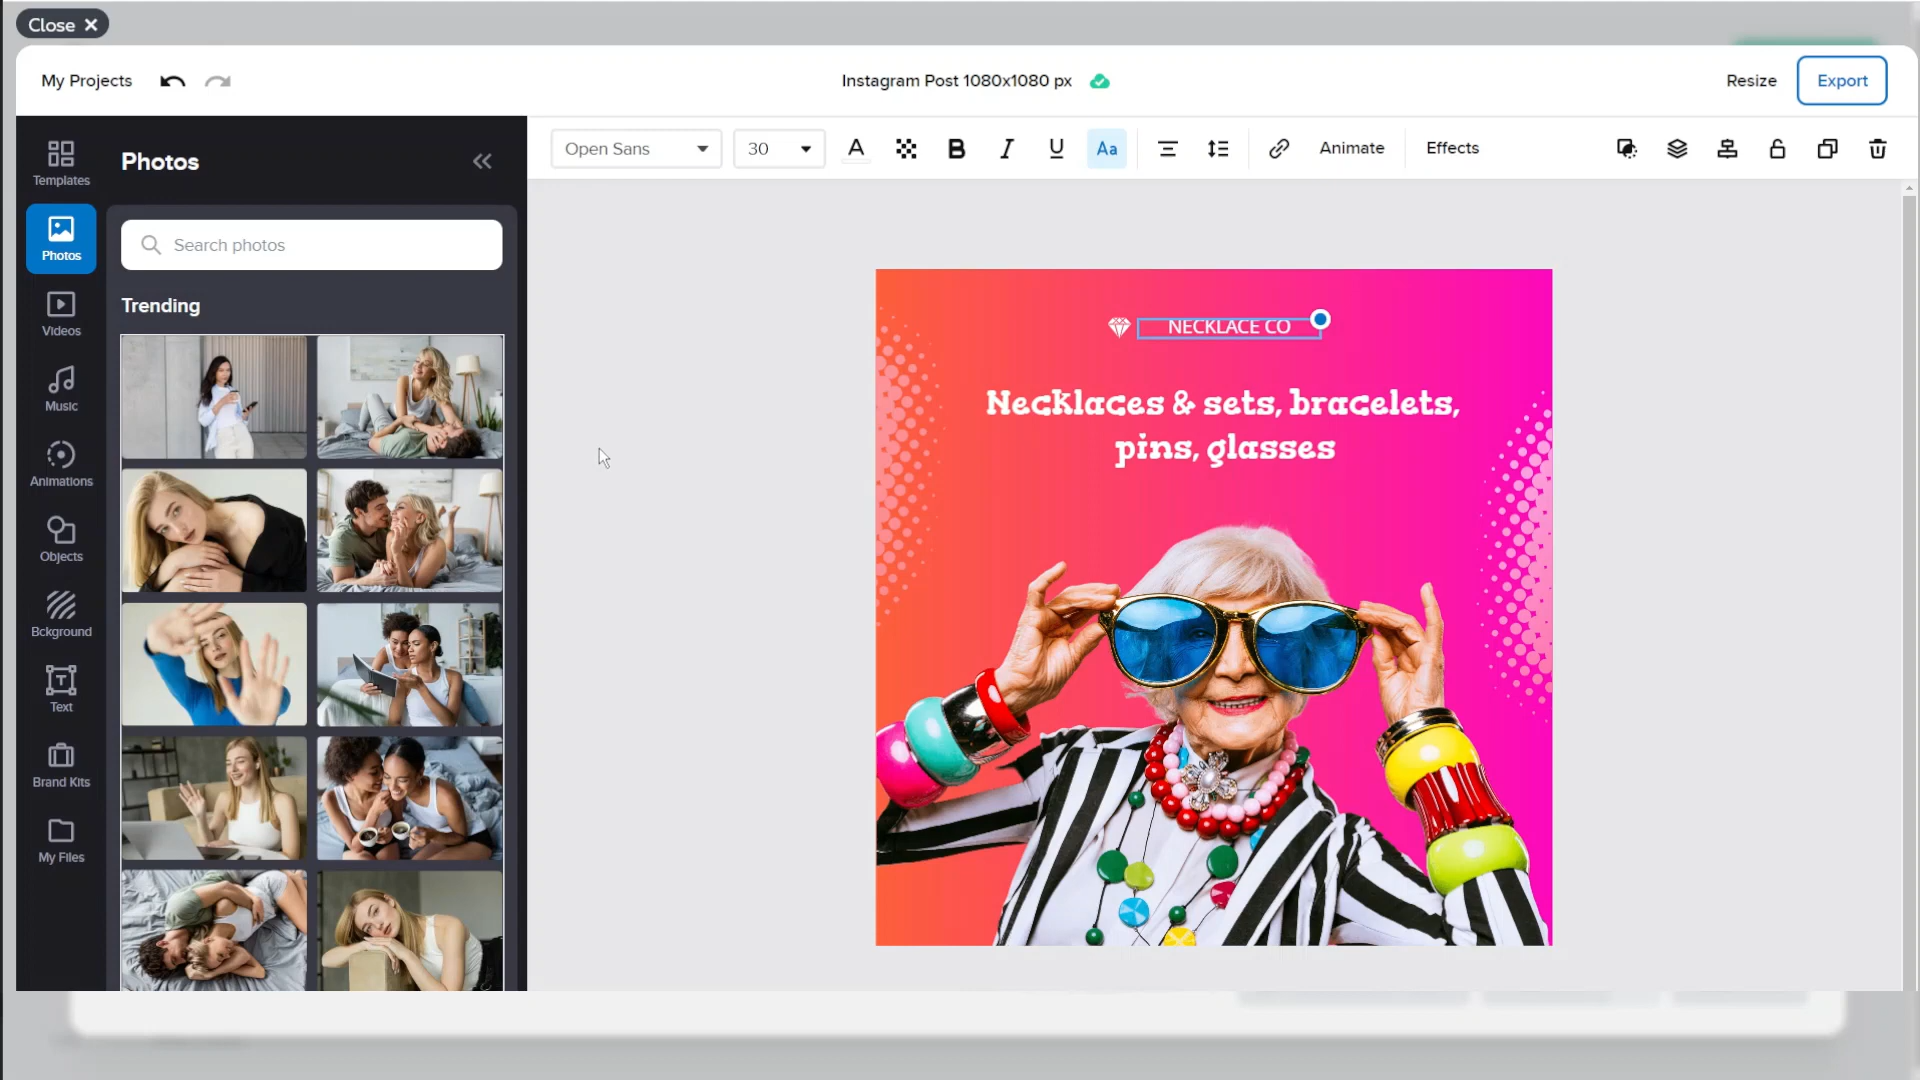 Close
My Projects
Instagram Post 1080x1080 px
Resize
Export
Templates
Photos
Videos
Music
Animations
Objects
Bckground
Text
Brand Kits
My Files
Photos
Search photos
Trending
Open Sans
30
A
B
I
U
Aa
Animate
Effects
NECKLACE CO
Necklaces & sets, bracelets,
pins, glasses